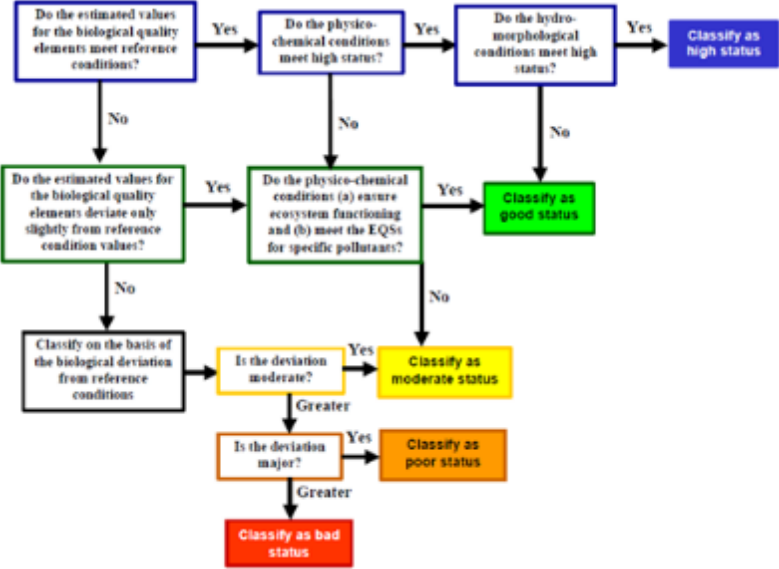 Do the estimated values
for the biological quality
elements meet reference
conditions?
Yes
Do the physico-
chemical conditions
meet high status?
Yes
Do the hydro-
morphological
conditions meet high
status?
Yes
Classify as
high status
No
No
No
Do the estimated values for
the biological quality
elements deviate only
slightly from reference
condition values?
Yes
Do the physico-chemical
conditions (a) ensure
ecosystem functioning
and (b) meet the EQSs
for specific pollutants?
Yes
Classify as
good status
No
No
Classify on the basis of
the biological deviation
from reference
conditions
Is the deviation
moderate?
Yes
Classify as
moderate status
Greater
Is the deviation
major?
Yes
Classify as
poor status
Greater
Classify as bad
status